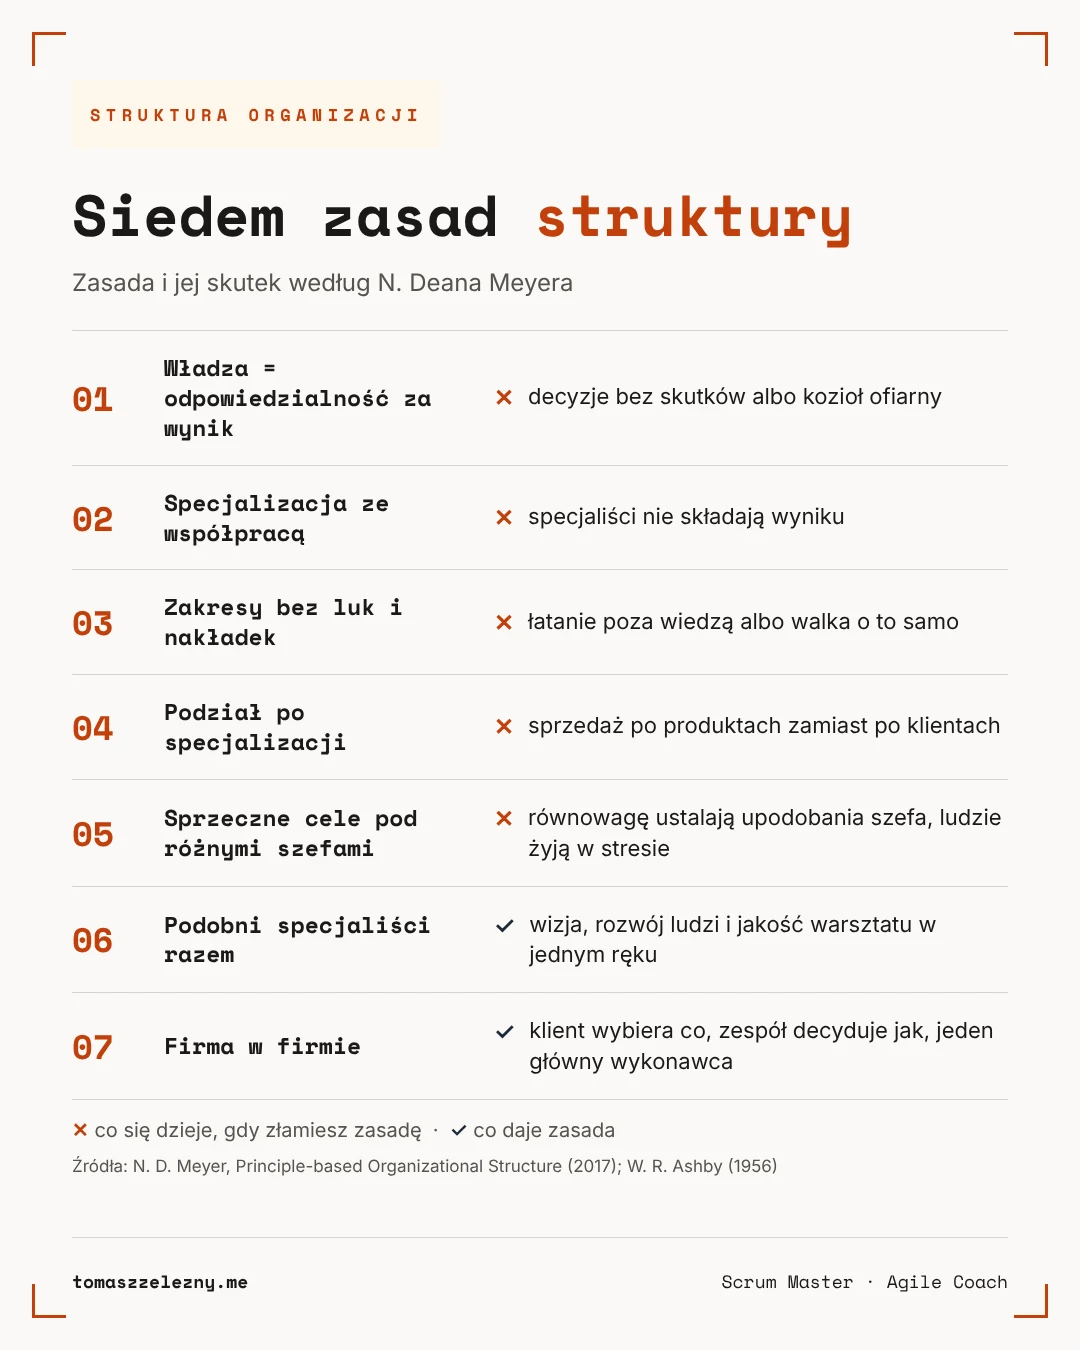 STRUKTURA ORGANIZACJI
Siedem zasad struktury
Zasada i jej skutek według N. Deana Meyera
01
Władza =
odpowiedzialność za
wynik
✕ decyzje bez skutków albo kozioł ofiarny
02
Specjalizacja ze
współpracą
✕ specjaliści nie składają wyniku
03
Zakresy bez luk i
nakładek
✕ łatanie poza wiedzą albo walka o to samo
04
Podział po
specjalizacji
✕ sprzedaż po produktach zamiast po klientach
05
Sprzeczne cele pod
różnymi szefami
✕ równowagę ustalają upodobania szefa, ludzie
żyją w stresie
06
Podobni specjaliści
razem
✓ wizja, rozwój ludzi i jakość warsztatu w
jednym ręku
07
Firma w firmie
✓ klient wybiera co, zespół decyduje jak, jeden
główny wykonawca
✕ co się dzieje, gdy złamiesz zasadę · ✓ co daje zasada
Źródła: N. D. Meyer, Principle-based Organizational Structure (2017); W. R. Ashby (1956)
tomaszzelezny.me
Scrum Master · Agile Coach